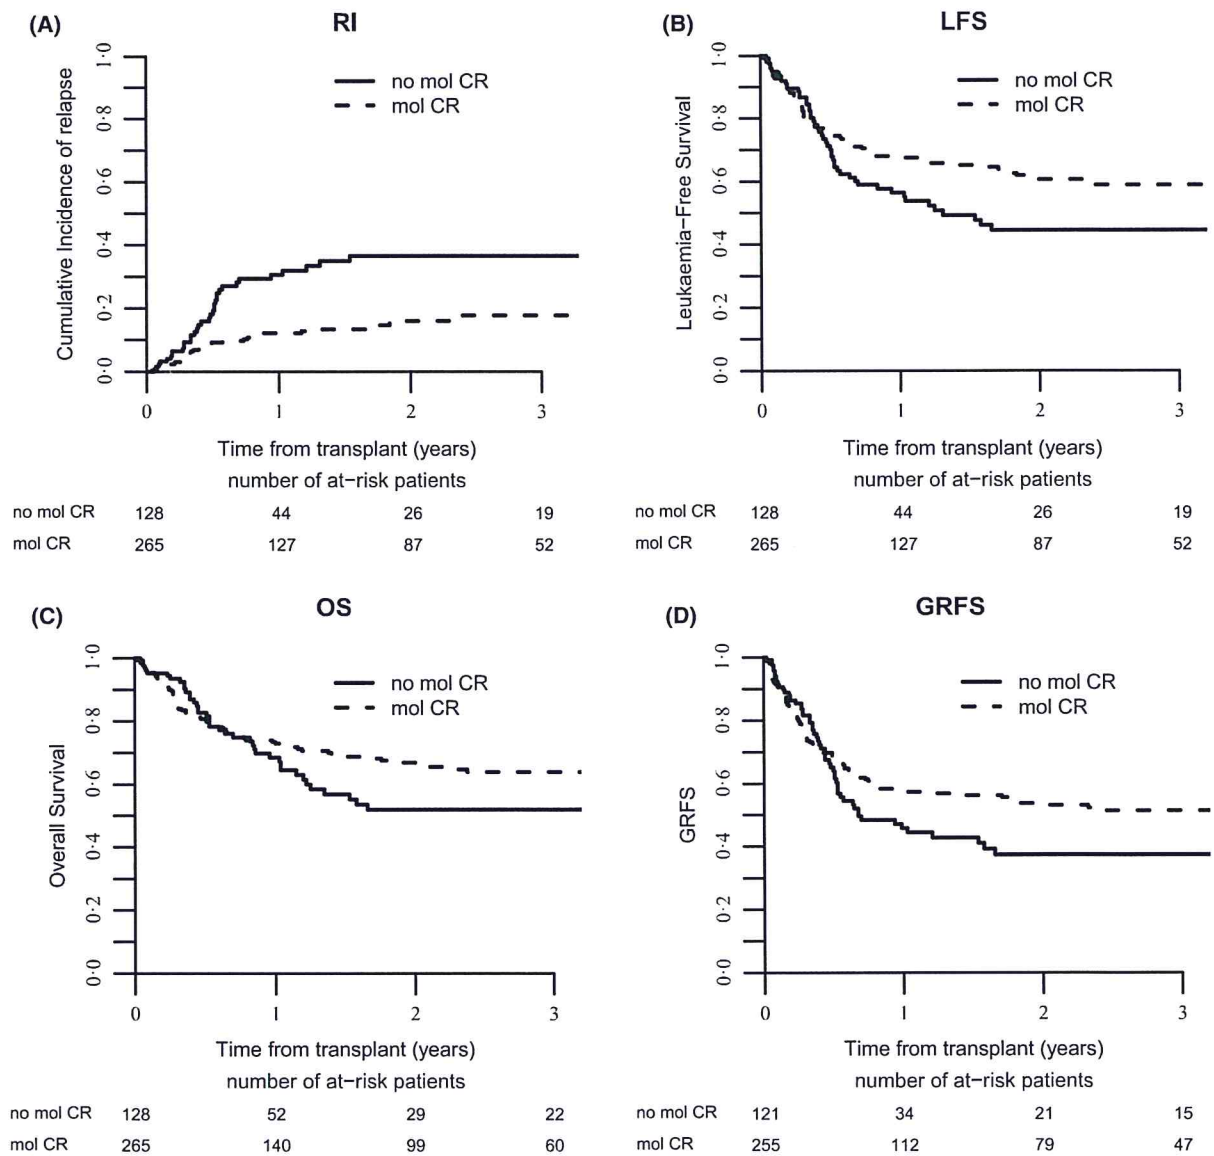 (A) RI
Cumulative Incidence of relapse
1·0
0·8
0·6
0·4
0·2
0·0
no mol CR
mol CR
0 1 2 3
Time from transplant (years)
number of at−risk patients
no mol CR 128 44 26 19
mol CR 265 127 87 52
(B) LFS
Leukaemia−Free Survival
1·0
0·8
0·6
0·4
0·2
0·0
no mol CR
mol CR
0 1 2 3
Time from transplant (years)
number of at−risk patients
no mol CR 128 44 26 19
mol CR 265 127 87 52
(C) OS
Overall Survival
1·0
0·8
0·6
0·4
0·2
0·0
no mol CR
mol CR
0 1 2 3
Time from transplant (years)
number of at−risk patients
no mol CR 128 52 29 22
mol CR 265 140 99 60
(D) GRFS
GRFS
1·0
0·8
0·6
0·4
0·2
0·0
no mol CR
mol CR
0 1 2 3
Time from transplant (years)
number of at−risk patients
no mol CR 121 34 21 15
mol CR 255 112 79 47